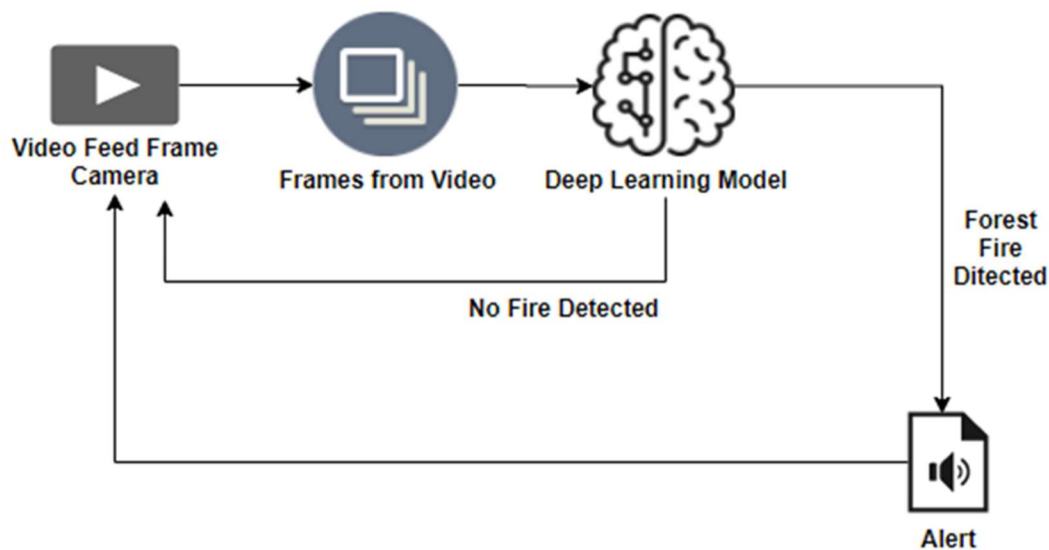 Video Feed Frame
Camera
Frames from Video
Deep Learning Model
Forest
Fire
Ditected
No Fire Detected
Alert